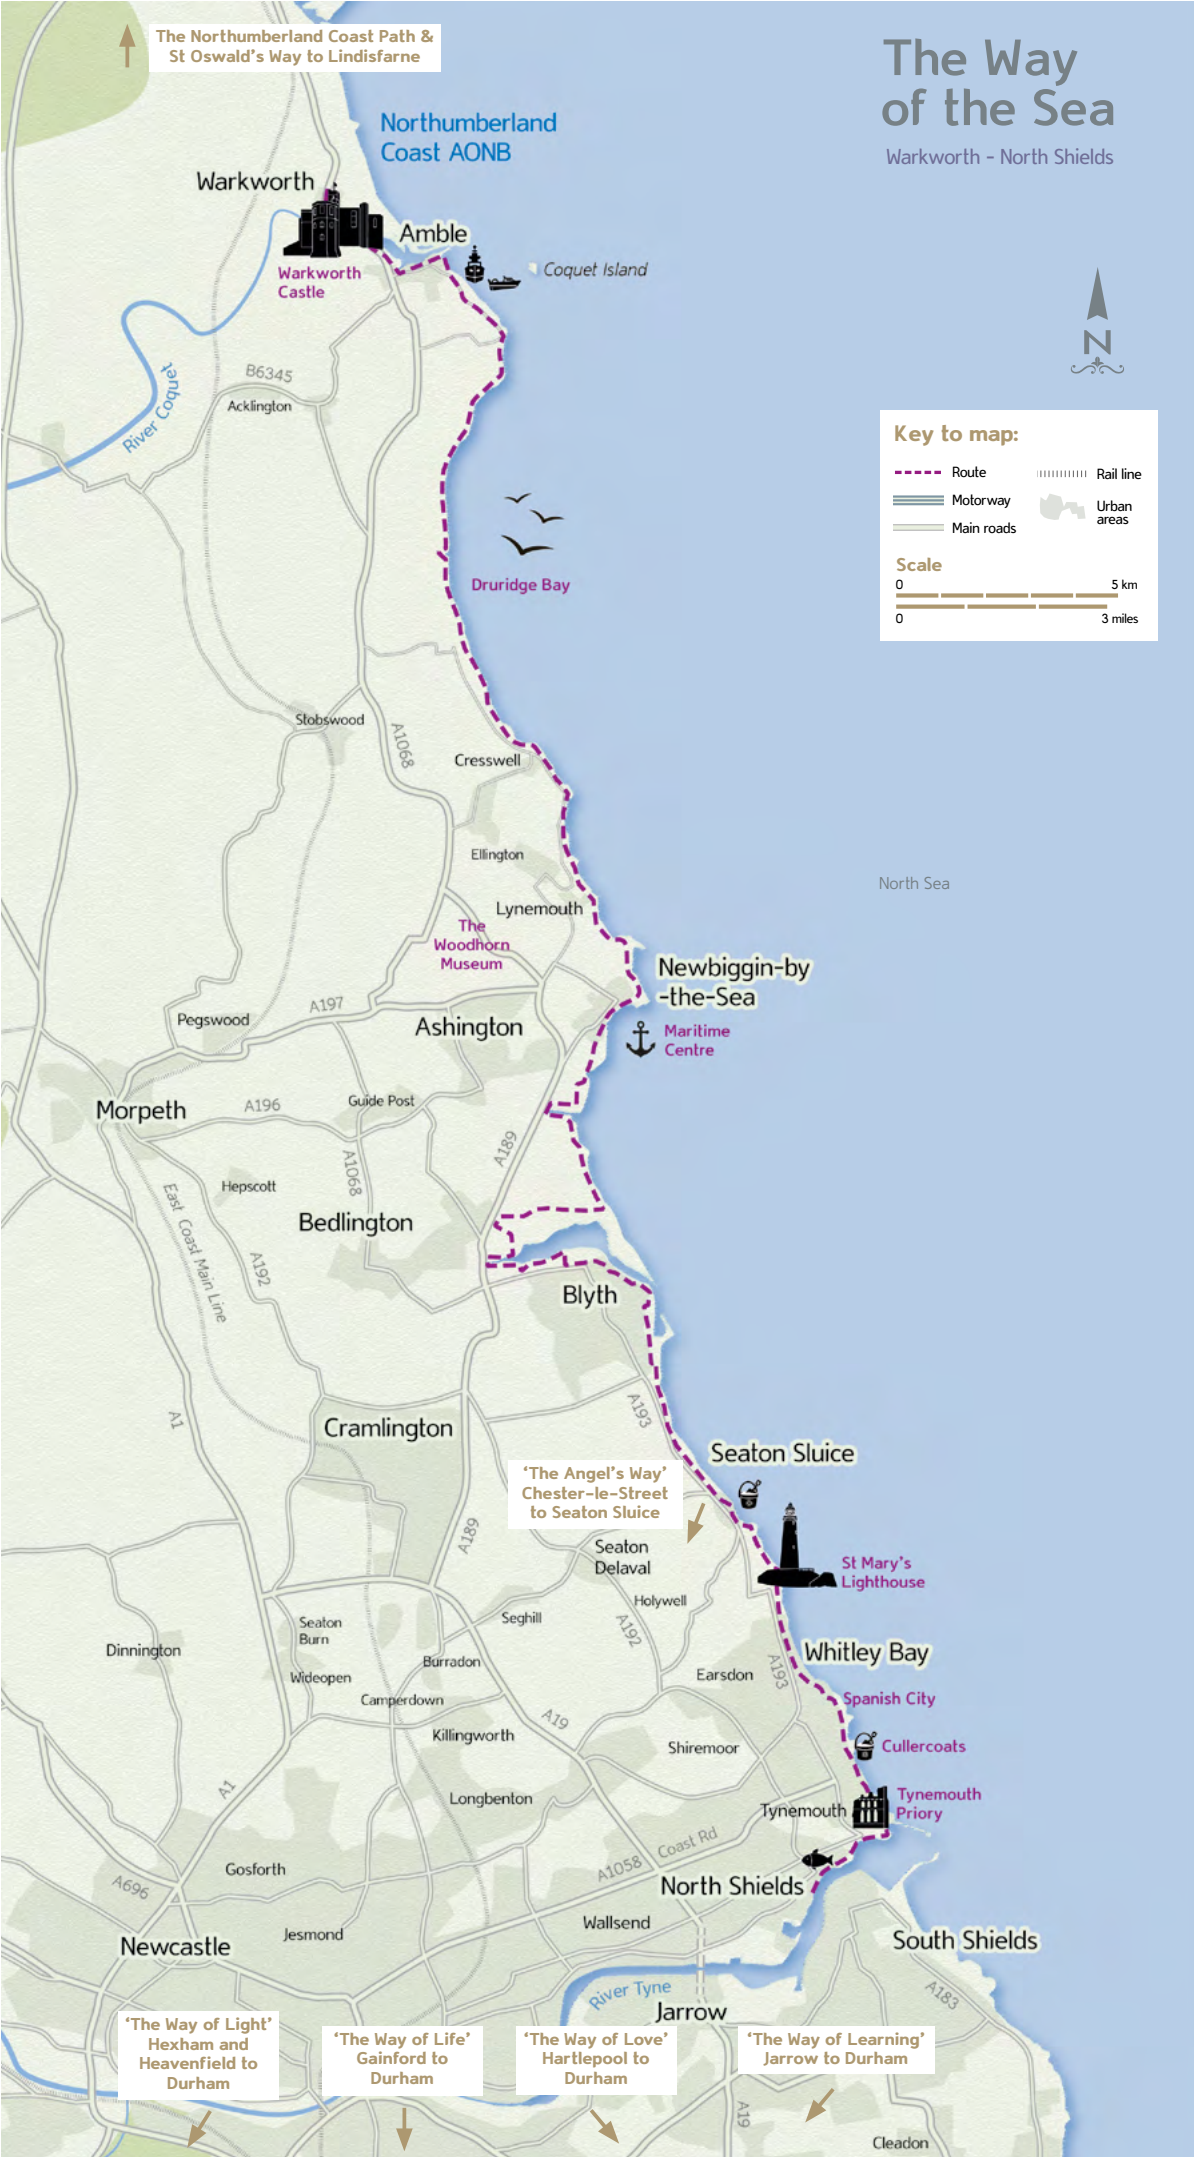 The Northumberland Coast Path &
St Oswald's Way to Lindisfarne
The Way
of the Sea
Warkworth - North Shields
Northumberland
Coast AONB
Warkworth
Amble
Coquet Island
Warkworth
Castle
N
River Coquet
B6345
Acklington
Key to map:
Route
Rail line
Motorway
Urban
areas
Main roads
Scale
0
5 km
0
3 miles
Druridge Bay
Stobswood
A1068
Cresswell
Ellington
North Sea
Lynemouth
The
Woodhorn
Museum
Newbiggin-by
-the-Sea
A197
Pegswood
Ashington
Maritime
Centre
Morpeth
A196
Guide Post
A189
A1068
Hepscott
Bedlington
East Coast Main Line
A192
Blyth
A1
A193
Cramlington
Seaton Sluice
'The Angel's Way'
Chester-le-Street
to Seaton Sluice
A189
Seaton
Delaval
St Mary's
Lighthouse
Holywell
Seghill
A192
Seaton
Burn
Dinnington
Whitley Bay
Burradon
A193
Wideopen
Earsdon
Camperdown
Spanish City
A19
Killingworth
Shiremoor
Cullercoats
A1
Longbenton
Tynemouth
Priory
Tynemouth
A1058
Coast Rd
Gosforth
A696
North Shields
Wallsend
Jesmond
Newcastle
South Shields
River Tyne
A183
Jarrow
'The Way of Light'
Hexham and
Heavenfield to
Durham
'The Way of Life'
Gainford to
Durham
'The Way of Love'
Hartlepool to
Durham
'The Way of Learning'
Jarrow to Durham
A19
Cleadon